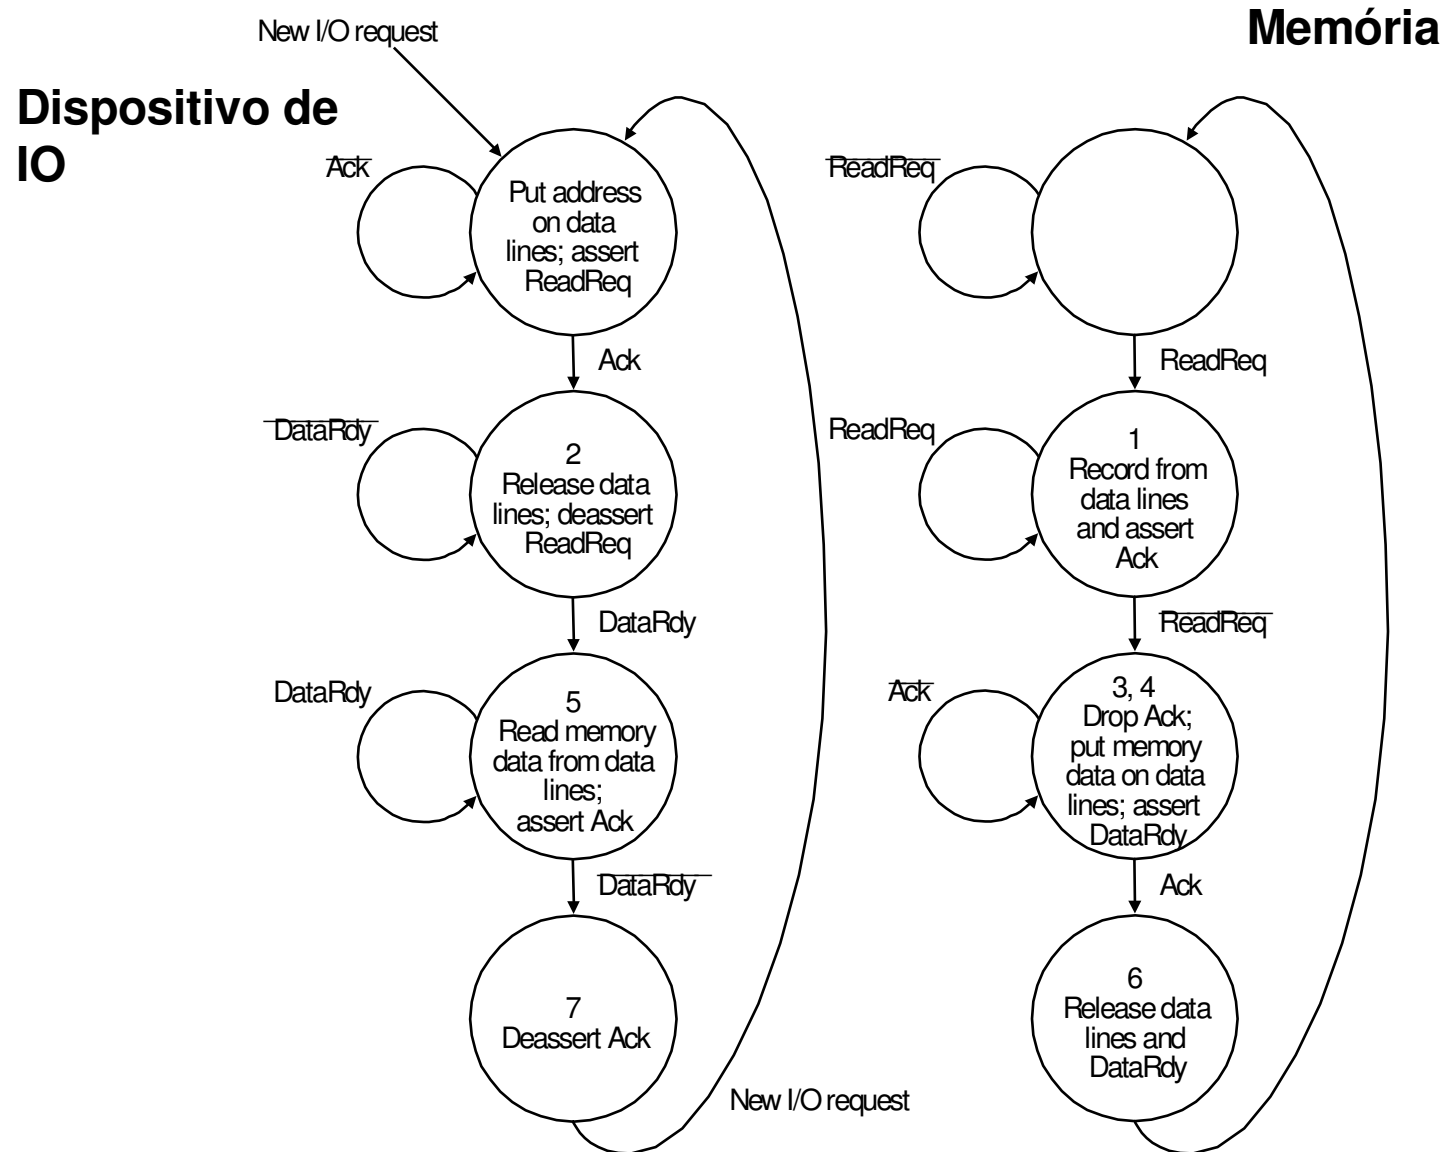 New I/O request
Memória
Dispositivo de
IO
Ack
Put address
on data
lines; assert
ReadReq
Ack
DataRdy
2
Release data
lines; deassert
ReadReq
DataRdy
DataRdy
5
Read memory
data from data
lines;
assert Ack
DataRdy
7
Deassert Ack
New I/O request
ReadReq
ReadReq
ReadReq
1
Record from
data lines
and assert
Ack
ReadReq
Ack
3, 4
Drop Ack;
put memory
data on data
lines; assert
DataRdy
Ack
6
Release data
lines and
DataRdy